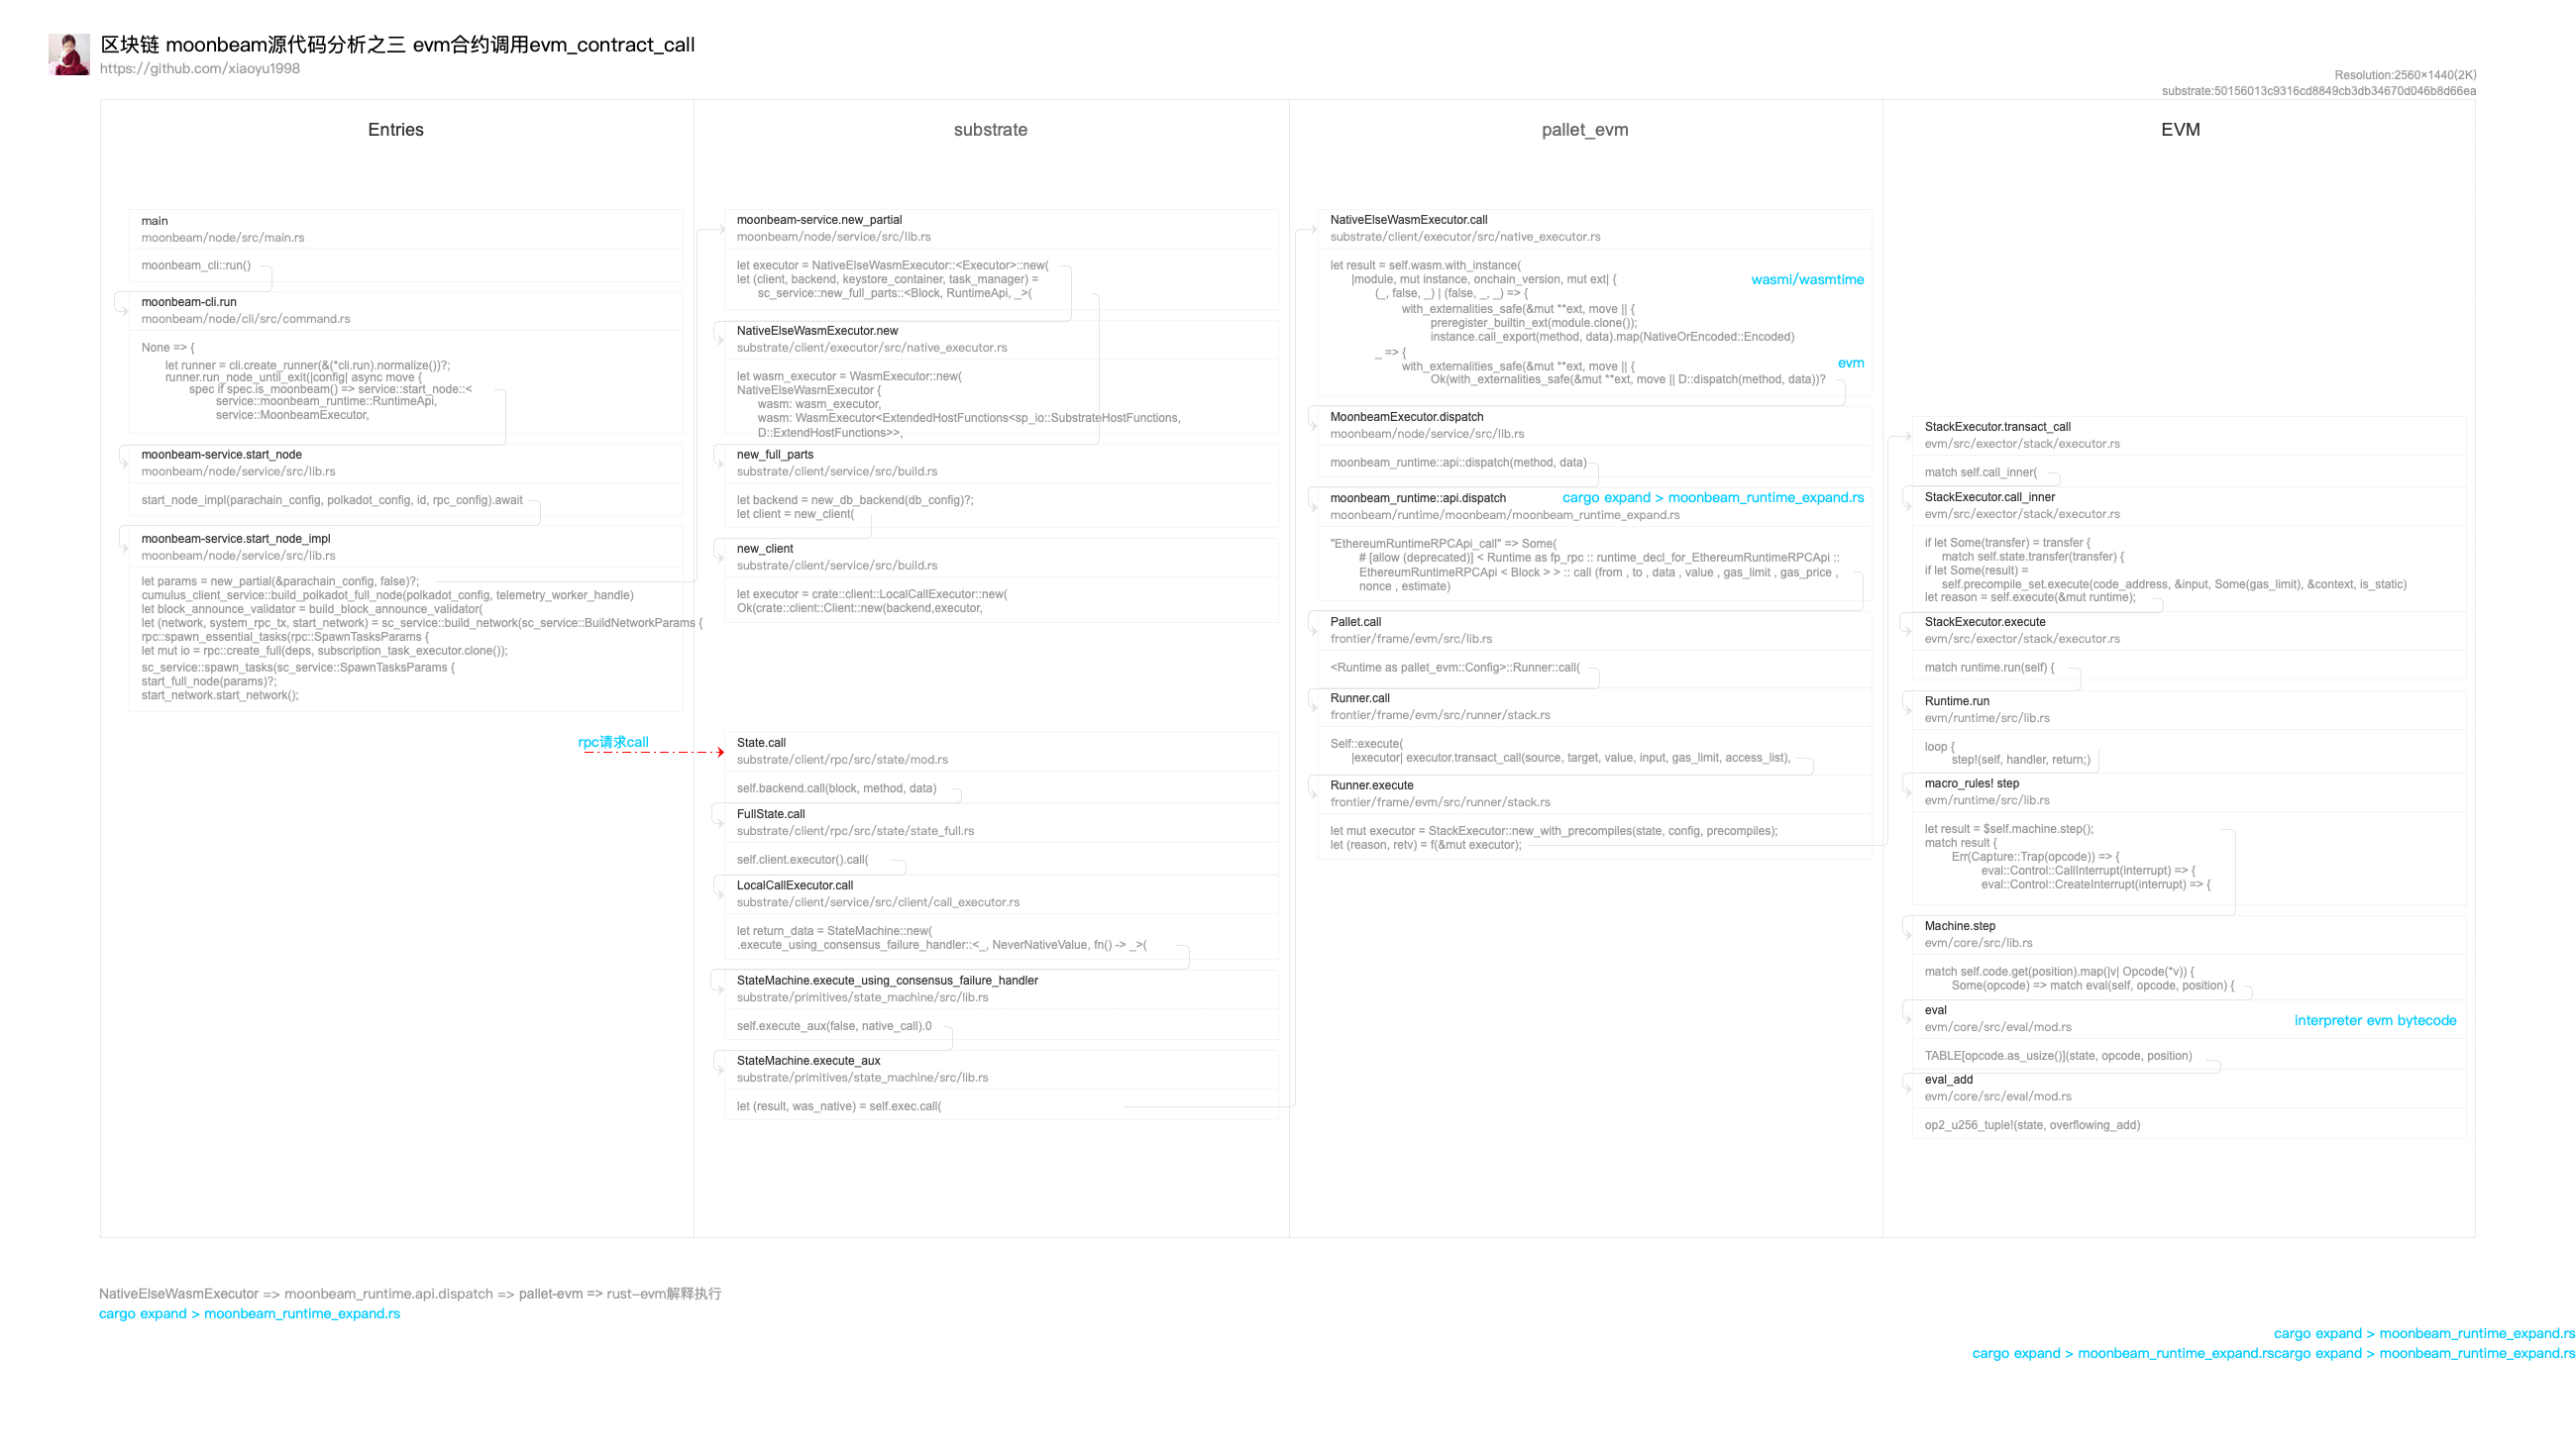 区块链 moonbeam源代码分析之三 evm合约调用evm_contract_call
https://github.com/xiaoyu1998
Resolution:2560×1440(2K)
substrate:50156013c9316cd8849cb3db34670d046b8d66ea
Entries
main
moonbeam/node/src/main.rs
moonbeam_cli::run()
moonbeam-cli.run
moonbeam/node/cli/src/command.rs
None => {
let runner = cli.create_runner(&(*cli.run).normalize())?;
runner.run_node_until_exit(|config| async move {
spec if spec.is_moonbeam() => service::start_node::<
service::moonbeam_runtime::RuntimeApi,
service::MoonbeamExecutor,
moonbeam-service.start_node
moonbeam/node/service/src/lib.rs
start_node_impl(parachain_config, polkadot_config, id, rpc_config).await
moonbeam-service.start_node_impl
moonbeam/node/service/src/lib.rs
let params = new_partial(&parachain_config, false)?;
cumulus_client_service::build_polkadot_full_node(polkadot_config, telemetry_worker_handle)
let block_announce_validator = build_block_announce_validator(
let (network, system_rpc_tx, start_network) = sc_service::build_network(sc_service::BuildNetworkParams {
rpc::spawn_essential_tasks(rpc::SpawnTasksParams {
let mut io = rpc::create_full(deps, subscription_task_executor.clone());
sc_service::spawn_tasks(sc_service::SpawnTasksParams {
start_full_node(params)?;
start_network.start_network();
rpc请求call
substrate
moonbeam-service.new_partial
moonbeam/node/service/src/lib.rs
let executor = NativeElseWasmExecutor::<Executor>::new(
let (client, backend, keystore_container, task_manager) =
sc_service::new_full_parts::<Block, RuntimeApi, _>(
NativeElseWasmExecutor.new
substrate/client/executor/src/native_executor.rs
let wasm_executor = WasmExecutor::new(
NativeElseWasmExecutor {
wasm: wasm_executor,
wasm: WasmExecutor<ExtendedHostFunctions<sp_io::SubstrateHostFunctions,
D::ExtendHostFunctions>>,
new_full_parts
substrate/client/service/src/build.rs
let backend = new_db_backend(db_config)?;
let client = new_client(
new_client
substrate/client/service/src/build.rs
let executor = crate::client::LocalCallExecutor::new(
Ok(crate::client::Client::new(backend,executor,
State.call
substrate/client/rpc/src/state/mod.rs
self.backend.call(block, method, data)
FullState.call
substrate/client/rpc/src/state/state_full.rs
self.client.executor().call(
LocalCallExecutor.call
substrate/client/service/src/client/call_executor.rs
let return_data = StateMachine::new(
.execute_using_consensus_failure_handler::<_, NeverNativeValue, fn() -> _>(
StateMachine.execute_using_consensus_failure_handler
substrate/primitives/state_machine/src/lib.rs
self.execute_aux(false, native_call).0
StateMachine.execute_aux
substrate/primitives/state_machine/src/lib.rs
let (result, was_native) = self.exec.call(
pallet_evm
NativeElseWasmExecutor.call
substrate/client/executor/src/native_executor.rs
let result = self.wasm.with_instance(
|module, mut instance, onchain_version, mut ext| {
wasmi/wasmtime
(_, false, _) | (false, _, _) => {
with_externalities_safe(&mut **ext, move || {
preregister_builtin_ext(module.clone());
instance.call_export(method, data).map(NativeOrEncoded::Encoded)
_ => {
with_externalities_safe(&mut **ext, move || {
evm
Ok(with_externalities_safe(&mut **ext, move || D::dispatch(method, data))?
MoonbeamExecutor.dispatch
moonbeam/node/service/src/lib.rs
moonbeam_runtime::api::dispatch(method, data)
moonbeam_runtime::api.dispatch
cargo expand > moonbeam_runtime_expand.rs
moonbeam/runtime/moonbeam/moonbeam_runtime_expand.rs
"EthereumRuntimeRPCApi_call" => Some(
# [allow (deprecated)] < Runtime as fp_rpc :: runtime_decl_for_EthereumRuntimeRPCApi ::
EthereumRuntimeRPCApi < Block > > :: call (from , to , data , value , gas_limit , gas_price ,
nonce , estimate)
Pallet.call
frontier/frame/evm/src/lib.rs
<Runtime as pallet_evm::Config>::Runner::call(
Runner.call
frontier/frame/evm/src/runner/stack.rs
Self::execute(
|executor| executor.transact_call(source, target, value, input, gas_limit, access_list),
Runner.execute
frontier/frame/evm/src/runner/stack.rs
let mut executor = StackExecutor::new_with_precompiles(state, config, precompiles);
let (reason, retv) = f(&mut executor);
EVM
StackExecutor.transact_call
evm/src/exector/stack/executor.rs
match self.call_inner(
StackExecutor.call_inner
evm/src/exector/stack/executor.rs
if let Some(transfer) = transfer {
match self.state.transfer(transfer) {
if let Some(result) =
self.precompile_set.execute(code_address, &input, Some(gas_limit), &context, is_static)
let reason = self.execute(&mut runtime);
StackExecutor.execute
evm/src/exector/stack/executor.rs
match runtime.run(self) {
Runtime.run
evm/runtime/src/lib.rs
loop {
step!(self, handler, return;)
macro_rules! step
evm/runtime/src/lib.rs
let result = $self.machine.step();
match result {
Err(Capture::Trap(opcode)) => {
eval::Control::CallInterrupt(interrupt) => {
eval::Control::CreateInterrupt(interrupt) => {
Machine.step
evm/core/src/lib.rs
match self.code.get(position).map(|v| Opcode(*v)) {
Some(opcode) => match eval(self, opcode, position) {
eval
evm/core/src/eval/mod.rs
interpreter evm bytecode
TABLE[opcode.as_usize()](state, opcode, position)
eval_add
evm/core/src/eval/mod.rs
op2_u256_tuple!(state, overflowing_add)
NativeElseWasmExecutor => moonbeam_runtime.api.dispatch => pallet-evm => rust-evm解释执行
cargo expand > moonbeam_runtime_expand.rs
cargo expand > moonbeam_runtime_expand.rs
cargo expand > moonbeam_runtime_expand.rscargo expand > moonbeam_runtime_expand.rs